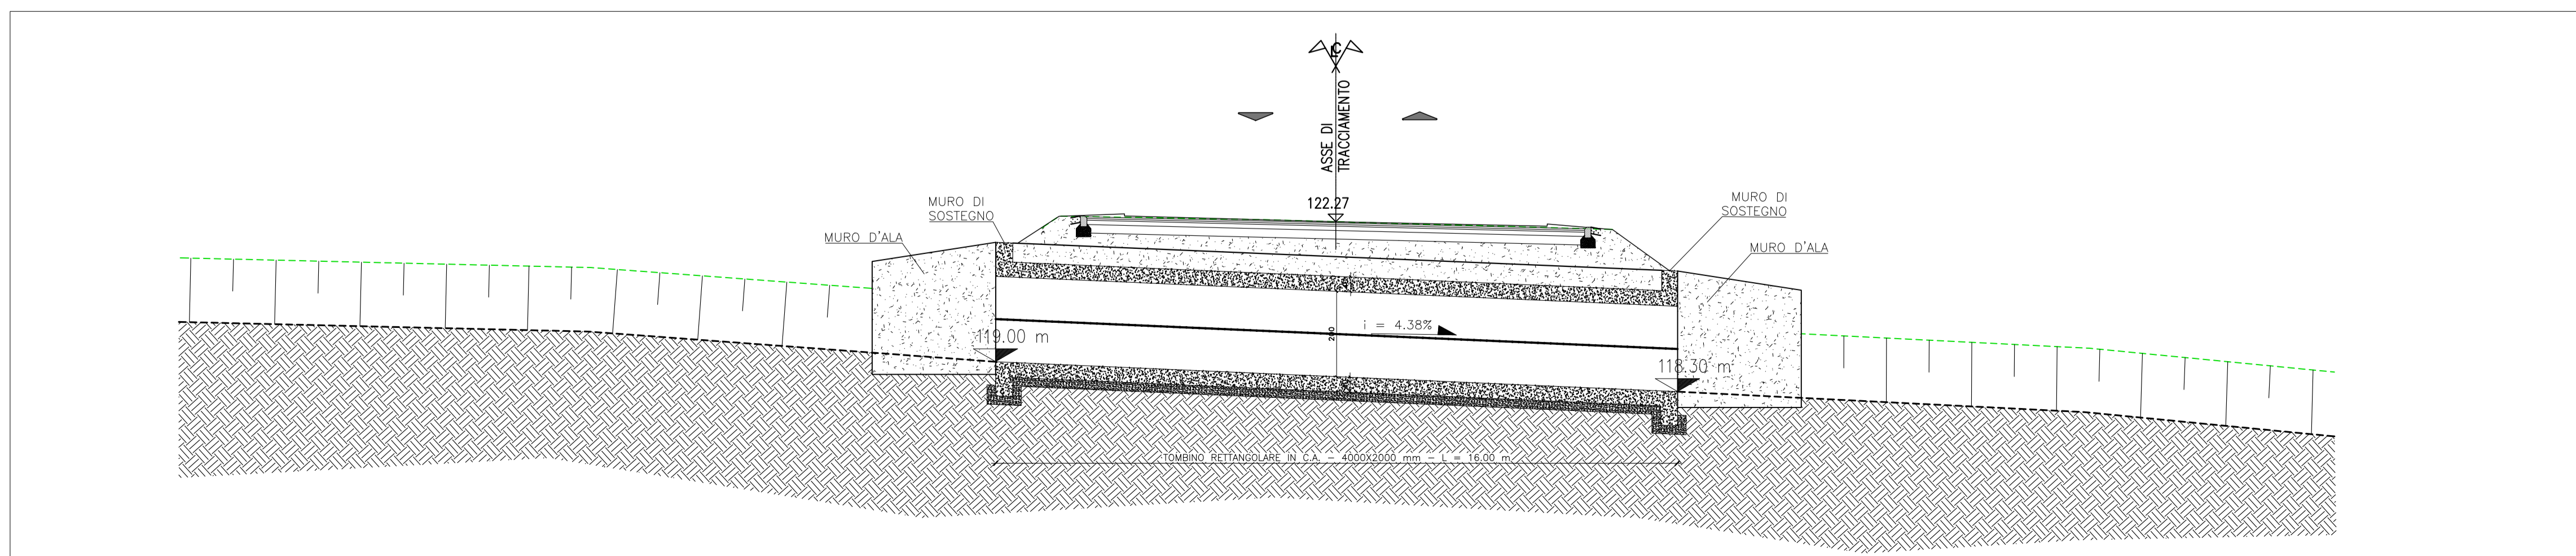 C
L
ASSE DI
TRACCIAMENTO
122.27
MURO DI
SOSTEGNO
MURO D'ALA
MURO DI
SOSTEGNO
MURO D'ALA
119.00 m
200
i = 4.38%
118.30 m
TOMBINO RETTANGOLARE IN C.A. - 4000X2000 mm - L = 16.00 m